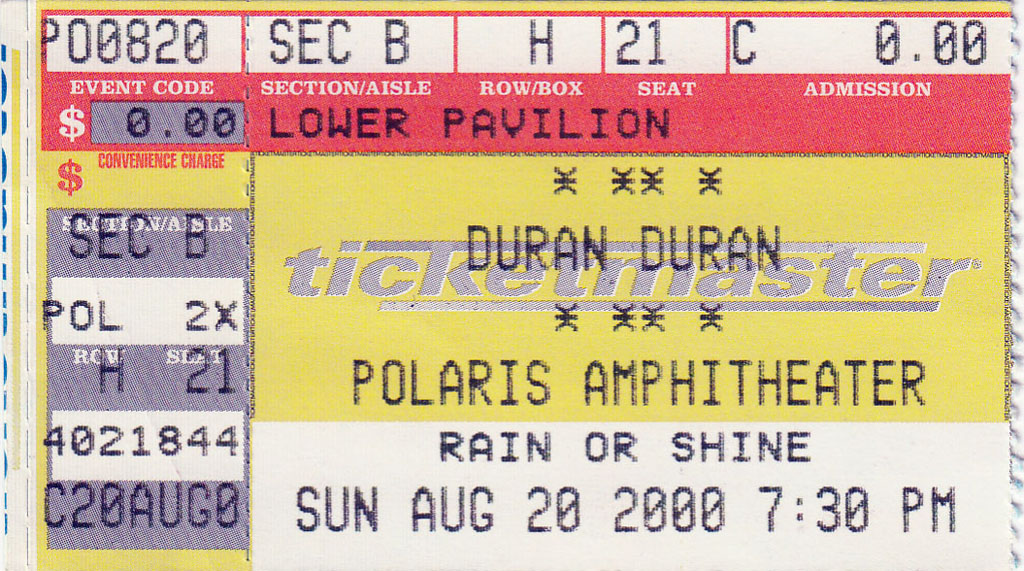 PO0820 SEC B H 21 C 0.00
EVENT CODE SECTION/AISLE ROW/BOX SEAT ADMISSION
$ 0.00 LOWER PAVILION
$ CONVENIENCE CHARGE
* ** *
SECTION/AISLE
SEC B
DURAN DURAN
ticketmaster
POL 2X
* ** *
ROW SEAT
H 21
POLARIS AMPHITHEATER
4021844
RAIN OR SHINE
C20AUG0
SUN AUG 20 2000 7:30 PM